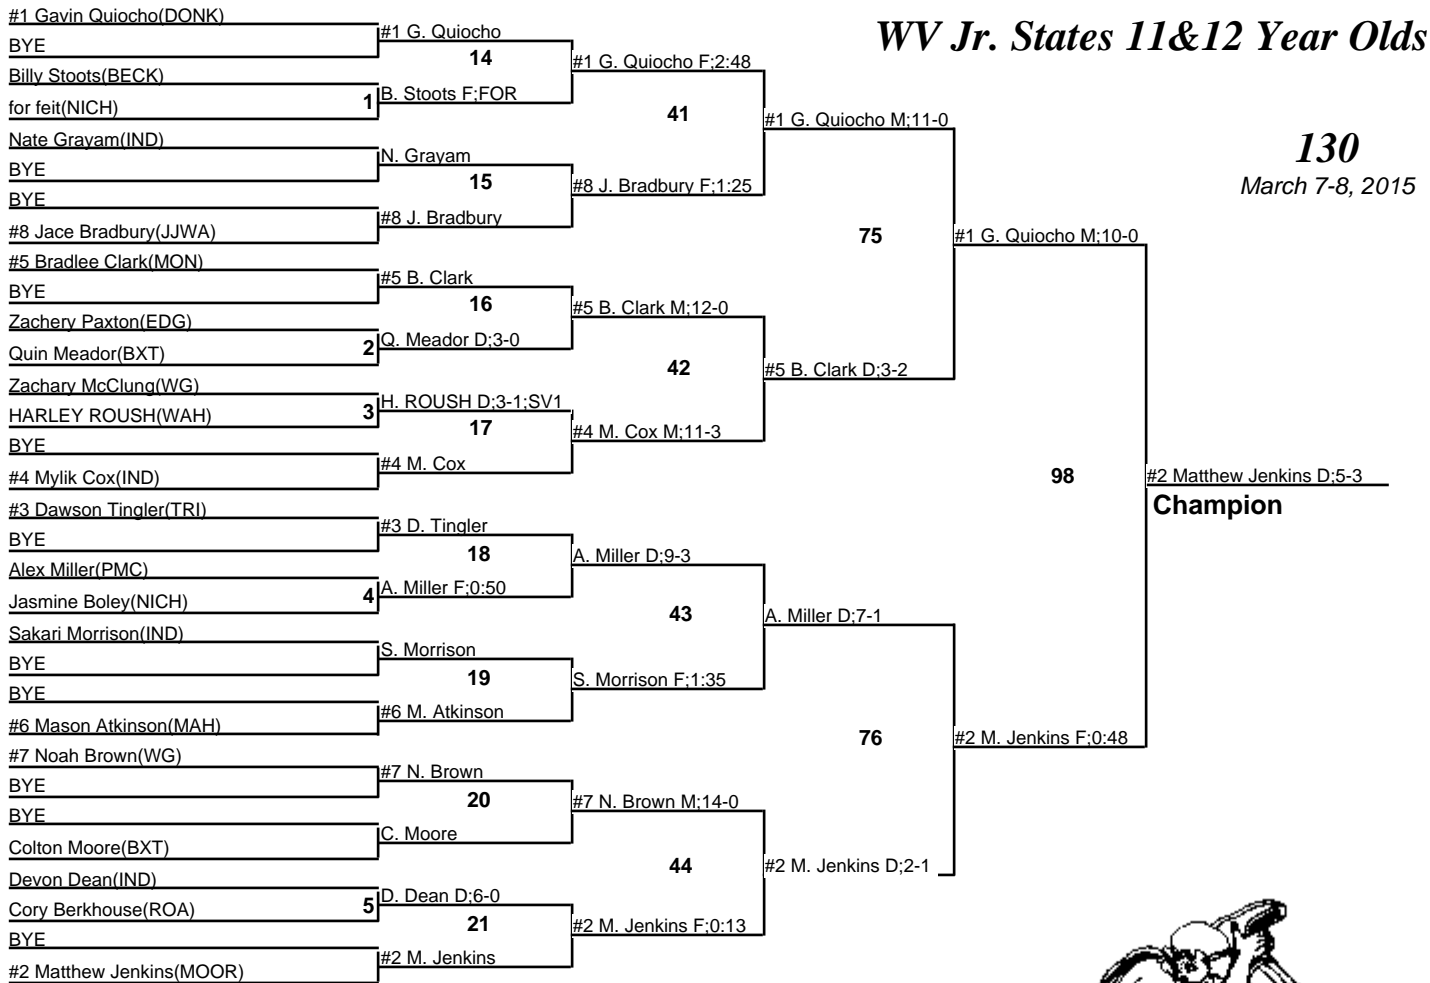 WV Jr. States 11&12 Year Olds
130
March 7-8, 2015
#1 Gavin Quiocho(DONK)
BYE
Billy Stoots(BECK)
for feit(NICH)
Nate Grayam(IND)
BYE
BYE
#8 Jace Bradbury(JJWA)
#5 Bradlee Clark(MON)
BYE
Zachery Paxton(EDG)
Quin Meador(BXT)
Zachary McClung(WG)
HARLEY ROUSH(WAH)
BYE
#4 Mylik Cox(IND)
#3 Dawson Tingler(TRI)
BYE
Alex Miller(PMC)
Jasmine Boley(NICH)
Sakari Morrison(IND)
BYE
BYE
#6 Mason Atkinson(MAH)
#7 Noah Brown(WG)
BYE
BYE
Colton Moore(BXT)
Devon Dean(IND)
Cory Berkhouse(ROA)
BYE
#2 Matthew Jenkins(MOOR)
1
2
3
4
5
#1 G. Quiocho
14
B. Stoots F;FOR
N. Grayam
15
#8 J. Bradbury
#5 B. Clark
16
Q. Meador D;3-0
H. ROUSH D;3-1;SV1
17
#4 M. Cox
#3 D. Tingler
18
A. Miller F;0:50
S. Morrison
19
#6 M. Atkinson
#7 N. Brown
20
C. Moore
D. Dean D;6-0
21
#2 M. Jenkins
#1 G. Quiocho F;2:48
41
#8 J. Bradbury F;1:25
#5 B. Clark M;12-0
42
#4 M. Cox M;11-3
A. Miller D;9-3
43
S. Morrison F;1:35
#7 N. Brown M;14-0
44
#2 M. Jenkins F;0:13
#1 G. Quiocho M;11-0
75
#5 B. Clark D;3-2
A. Miller D;7-1
76
#2 M. Jenkins D;2-1
#1 G. Quiocho M;10-0
98
#2 M. Jenkins F;0:48
#2 Matthew Jenkins D;5-3
Champion